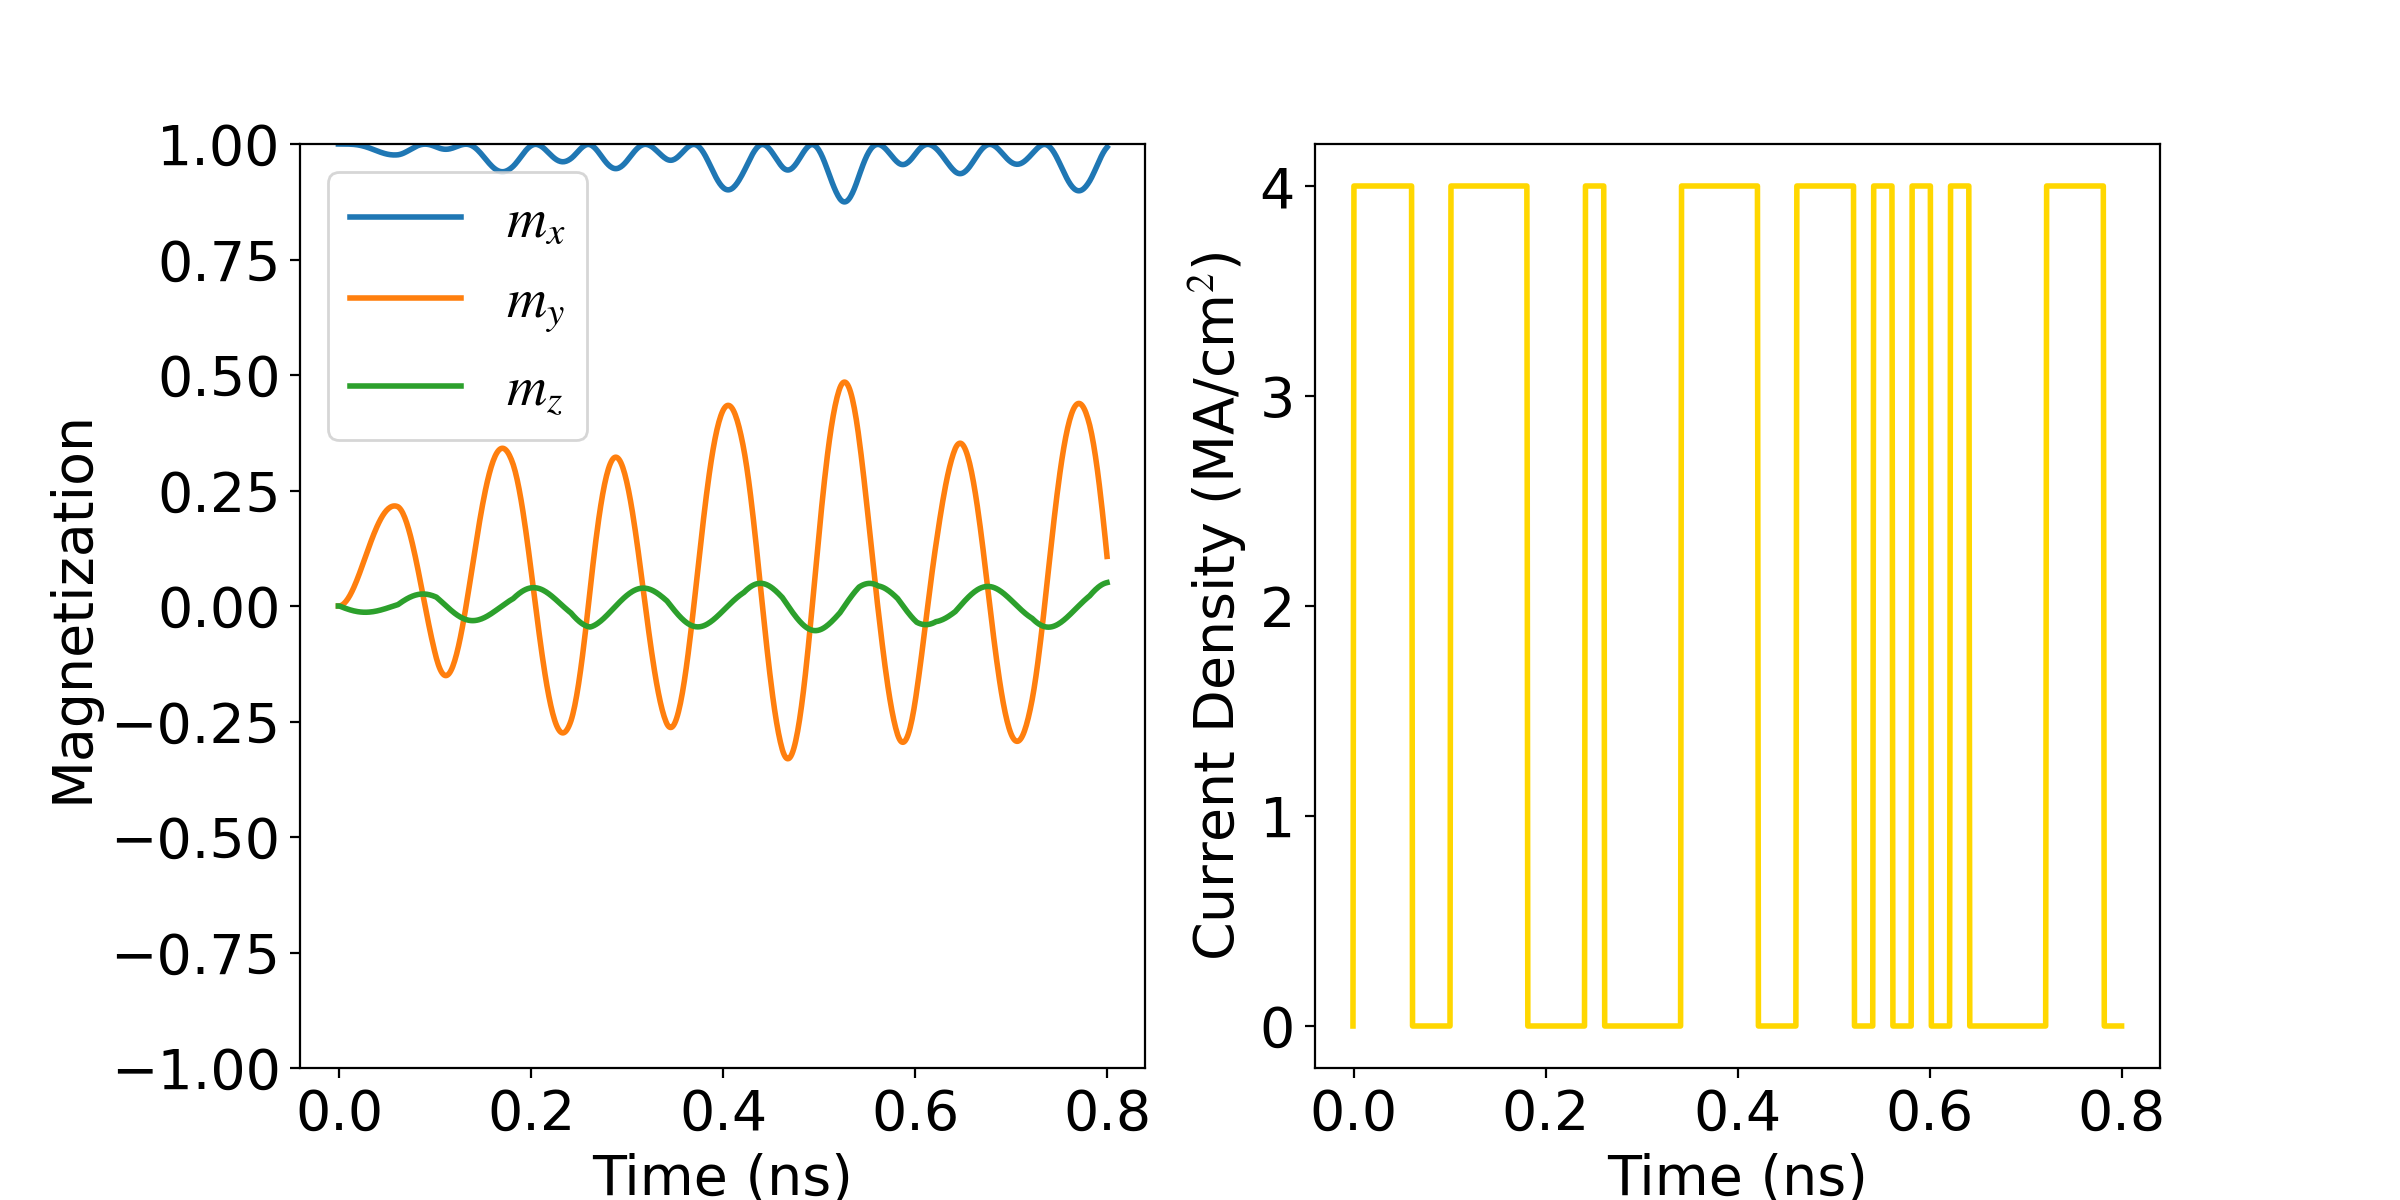 Magnetization
1.00
0.75
0.50
0.25
0.00
−0.25
−0.50
−0.75
−1.00
m_x
m_y
m_z
0.0 0.2 0.4 0.6 0.8
Time (ns)
Current Density (MA/cm²)
4
3
2
1
0
0.0 0.2 0.4 0.6 0.8
Time (ns)